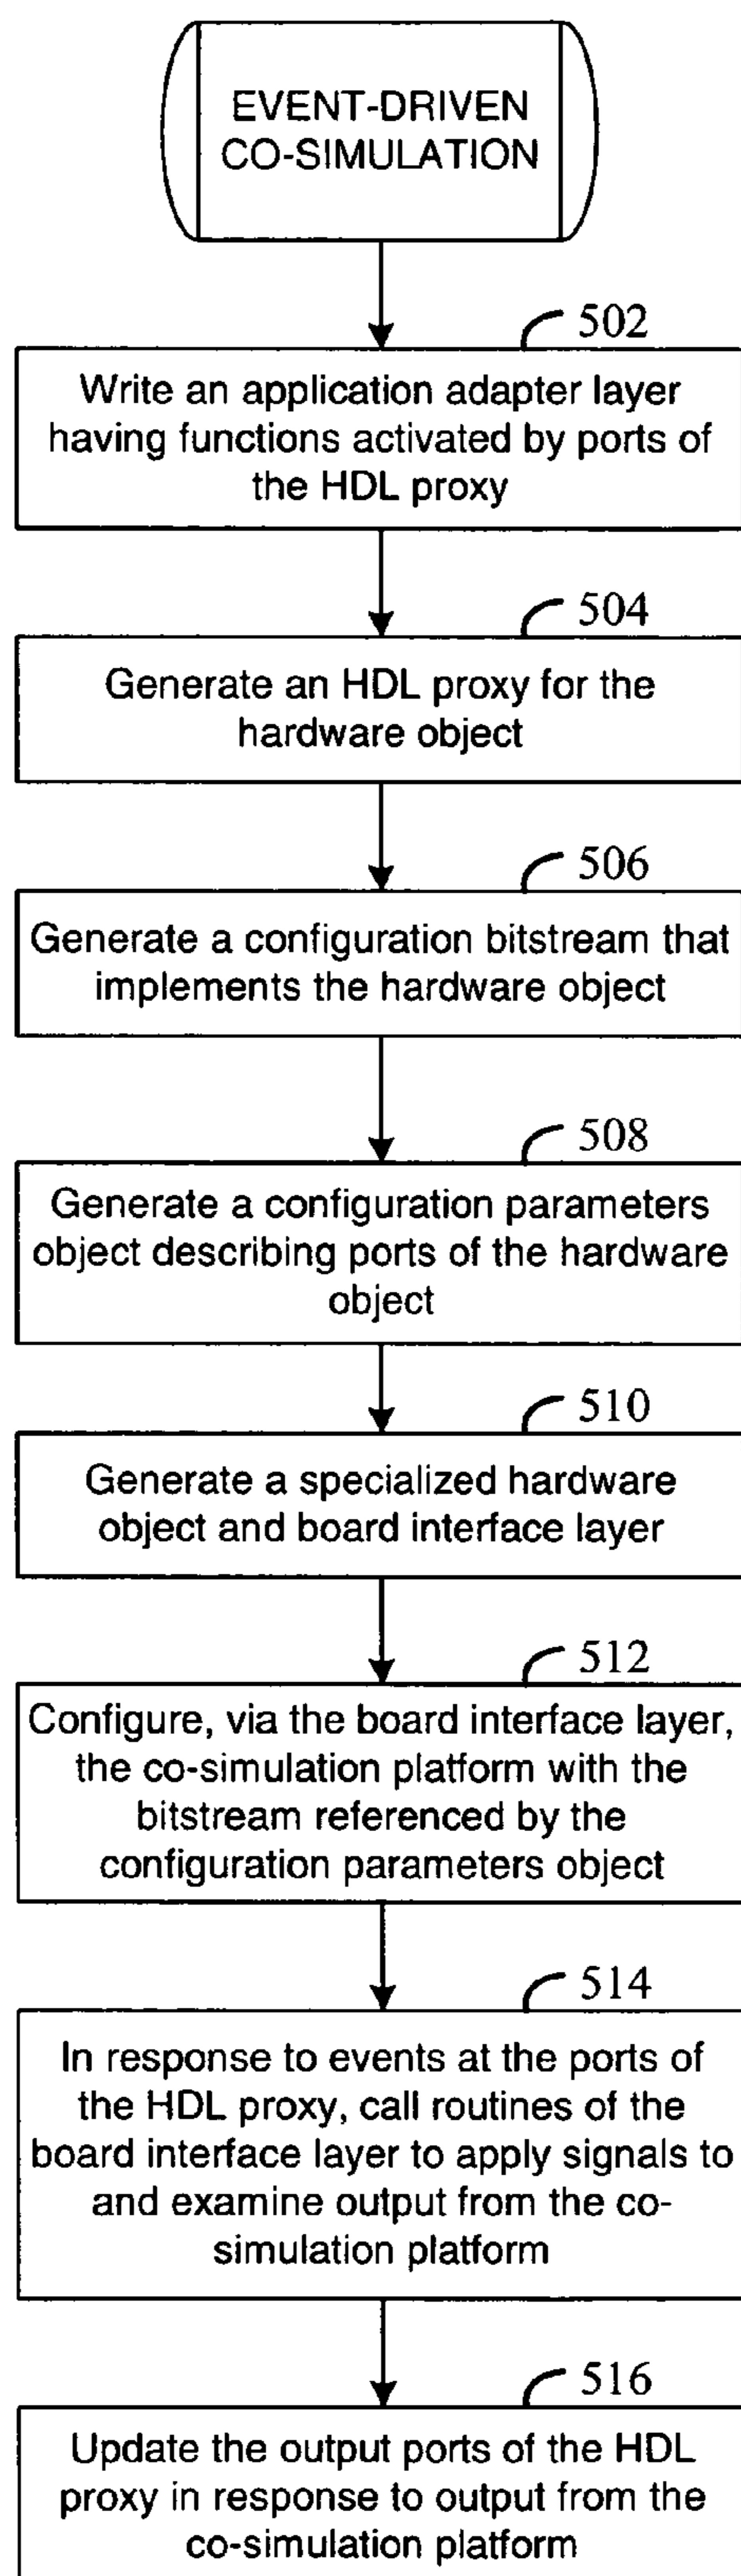 EVENT-DRIVEN
CO-SIMULATION
502
Write an application adapter layer
having functions activated by ports of
the HDL proxy
504
Generate an HDL proxy for the
hardware object
506
Generate a configuration bitstream that
implements the hardware object
508
Generate a configuration parameters
object describing ports of the hardware
object
510
Generate a specialized hardware
object and board interface layer
512
Configure, via the board interface layer,
the co-simulation platform with the
bitstream referenced by the
configuration parameters object
514
In response to events at the ports of
the HDL proxy, call routines of the
board interface layer to apply signals to
and examine output from the co-
simulation platform
516
Update the output ports of the HDL
proxy in response to output from the
co-simulation platform